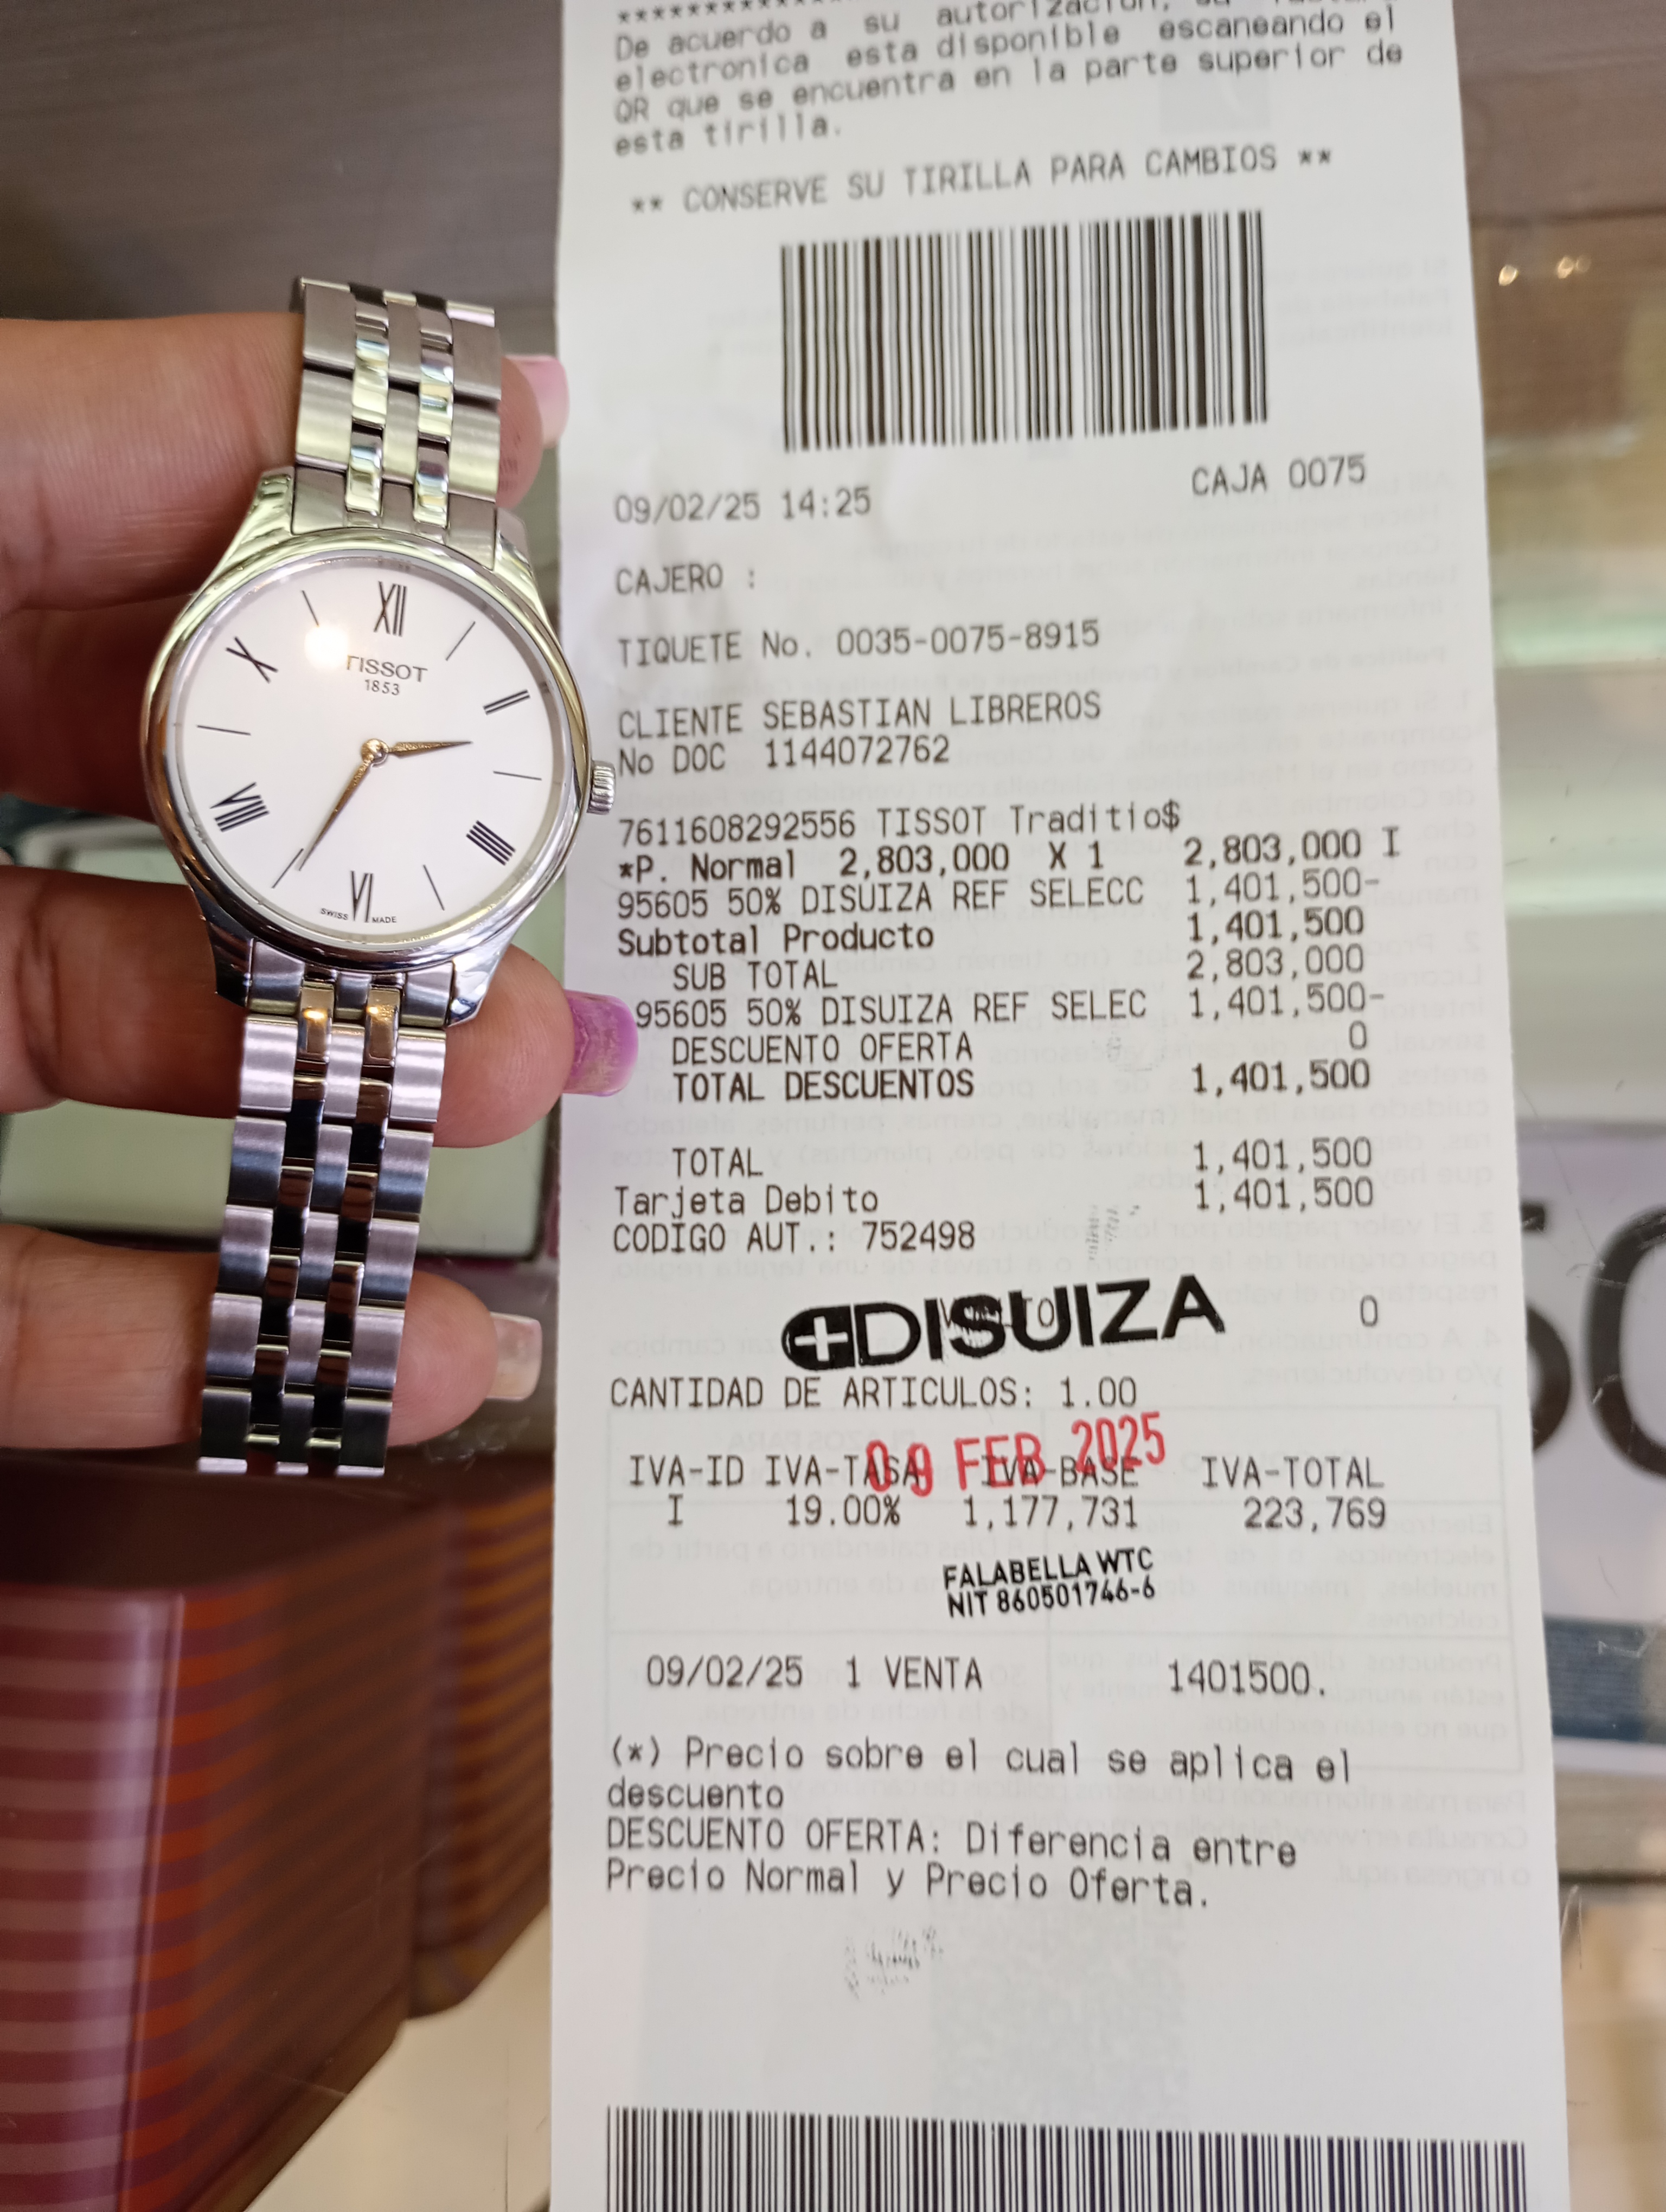 De acuerdo a su autorización, su
electronica esta disponible escaneando el
QR que se encuentra en la parte superior de
esta tirilla.
** CONSERVE SU TIRILLA PARA CAMBIOS **
09/02/25 14:25 CAJA 0075
CAJERO :
TIQUETE No. 0035-0075-8915
CLIENTE SEBASTIAN LIBREROS
No DOC 1144072762
7611608292556 TISSOT Traditio$
*P. Normal 2,803,000 X 1 2,803,000 I
95605 50% DISUIZA REF SELECC 1,401,500-
Subtotal Producto 1,401,500
SUB TOTAL 2,803,000
95605 50% DISUIZA REF SELEC 1,401,500-
DESCUENTO OFERTA 0
TOTAL DESCUENTOS 1,401,500
TOTAL 1,401,500
Tarjeta Debito 1,401,500
CODIGO AUT.: 752498
DISUIZA
0
CANTIDAD DE ARTICULOS: 1.00
09 FEB 2025
IVA-ID IVA-TASA IVA-BASE IVA-TOTAL
I 19.00% 1,177,731 223,769
FALABELLA WTC
NIT 860501746-6
09/02/25 1 VENTA 1401500.
(*) Precio sobre el cual se aplica el
descuento
DESCUENTO OFERTA: Diferencia entre
Precio Normal y Precio Oferta.
XII
X
TISSOT
1853
II
VIII
IIII
VI
SWISS MADE